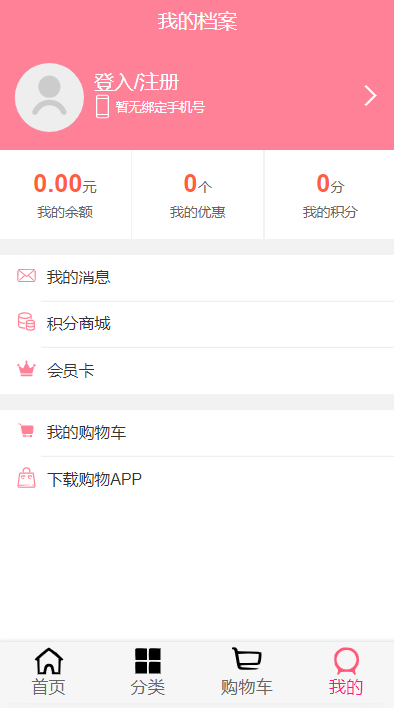 我的档案
登入/注册
暂无绑定手机号
0.00元
0个
0分
我的余额
我的优惠
我的积分
我的消息
积分商城
会员卡
我的购物车
下载购物APP
首页
分类
购物车
我的